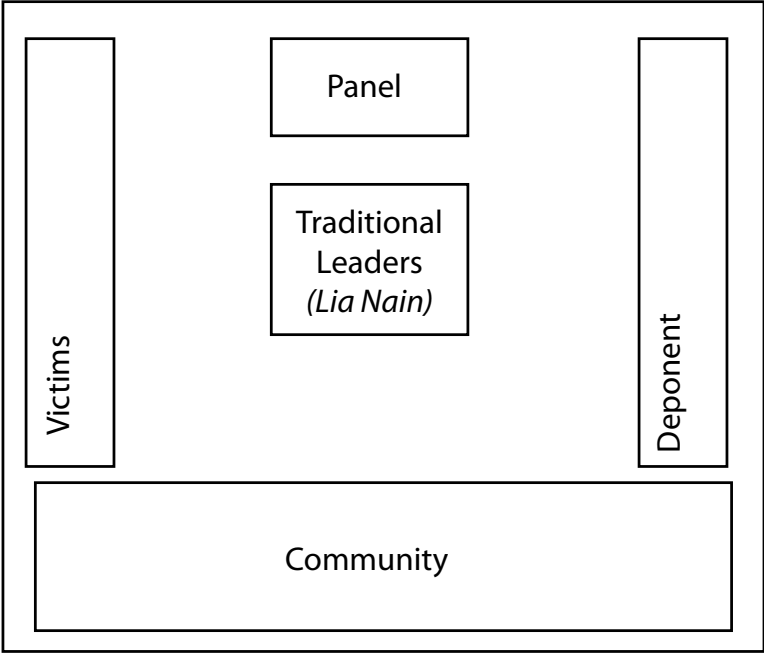 Panel
Traditional
Leaders
(Lia Nain)
Victims
Deponent
Community